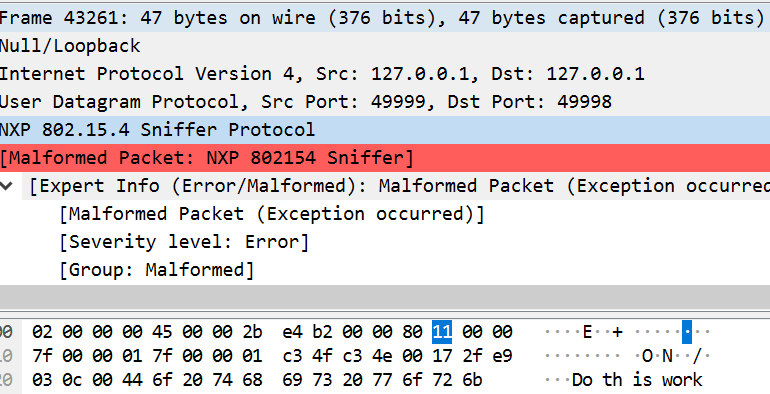 Frame 43261: 47 bytes on wire (376 bits), 47 bytes captured (376 bits)
Null/Loopback
Internet Protocol Version 4, Src: 127.0.0.1, Dst: 127.0.0.1
User Datagram Protocol, Src Port: 49999, Dst Port: 49998
NXP 802.15.4 Sniffer Protocol
[Malformed Packet: NXP 802154 Sniffer]
[Expert Info (Error/Malformed): Malformed Packet (Exception occurred
[Malformed Packet (Exception occurred)]
[Severity level: Error]
[Group: Malformed]
00 02 00 00 00 45 00 00 2b e4 b2 00 00 80 11 00 00 ····E··+ ········
10 7f 00 00 01 7f 00 00 01 c3 4f c3 4e 00 17 2f e9 ········ ·O·N··/·
20 03 0c 00 44 6f 20 74 68 69 73 20 77 6f 72 6b ···Do th is work